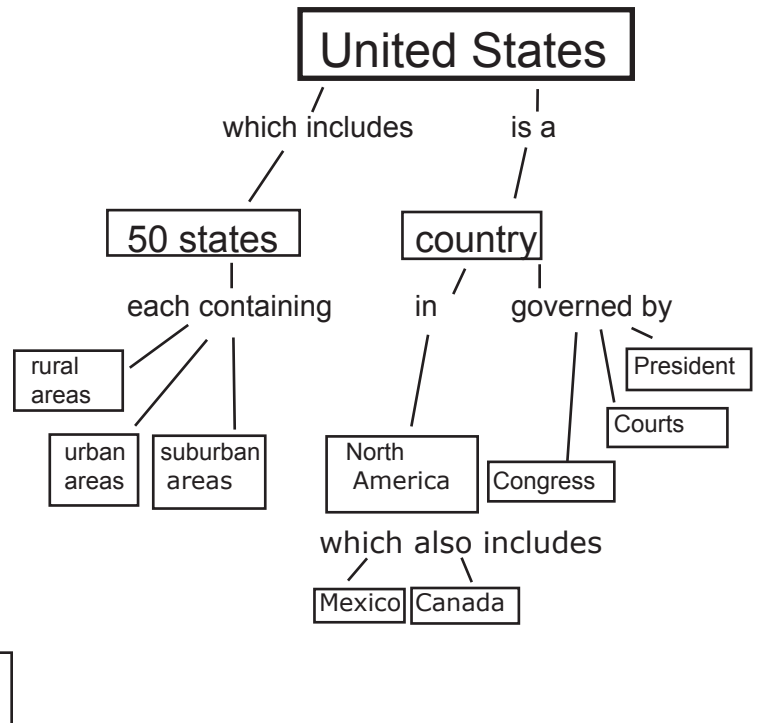 United States
which includes
is a
50 states
country
each containing
in
governed by
rural
areas
urban
areas
suburban
areas
North
America
President
Courts
Congress
which also includes
Mexico
Canada